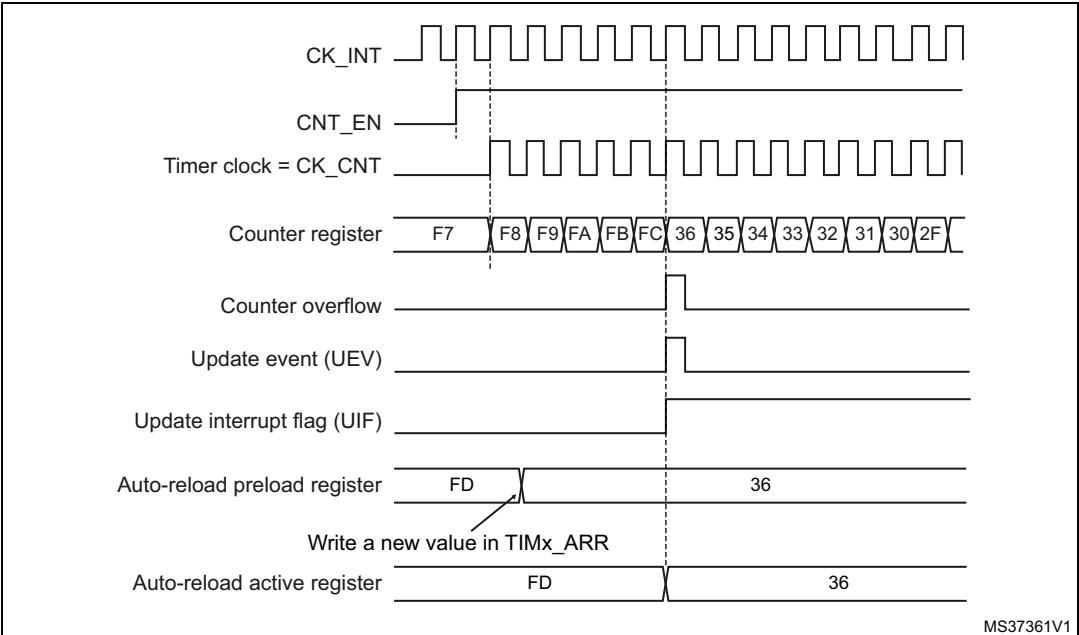 CK_INT
CNT_EN
Timer clock = CK_CNT
Counter register F7 F8 F9 FA FB FC 36 35 34 33 32 31 30 2F
Counter overflow
Update event (UEV)
Update interrupt flag (UIF)
Auto-reload preload register FD 36
Write a new value in TIMx_ARR
Auto-reload active register FD 36
MS37361V1